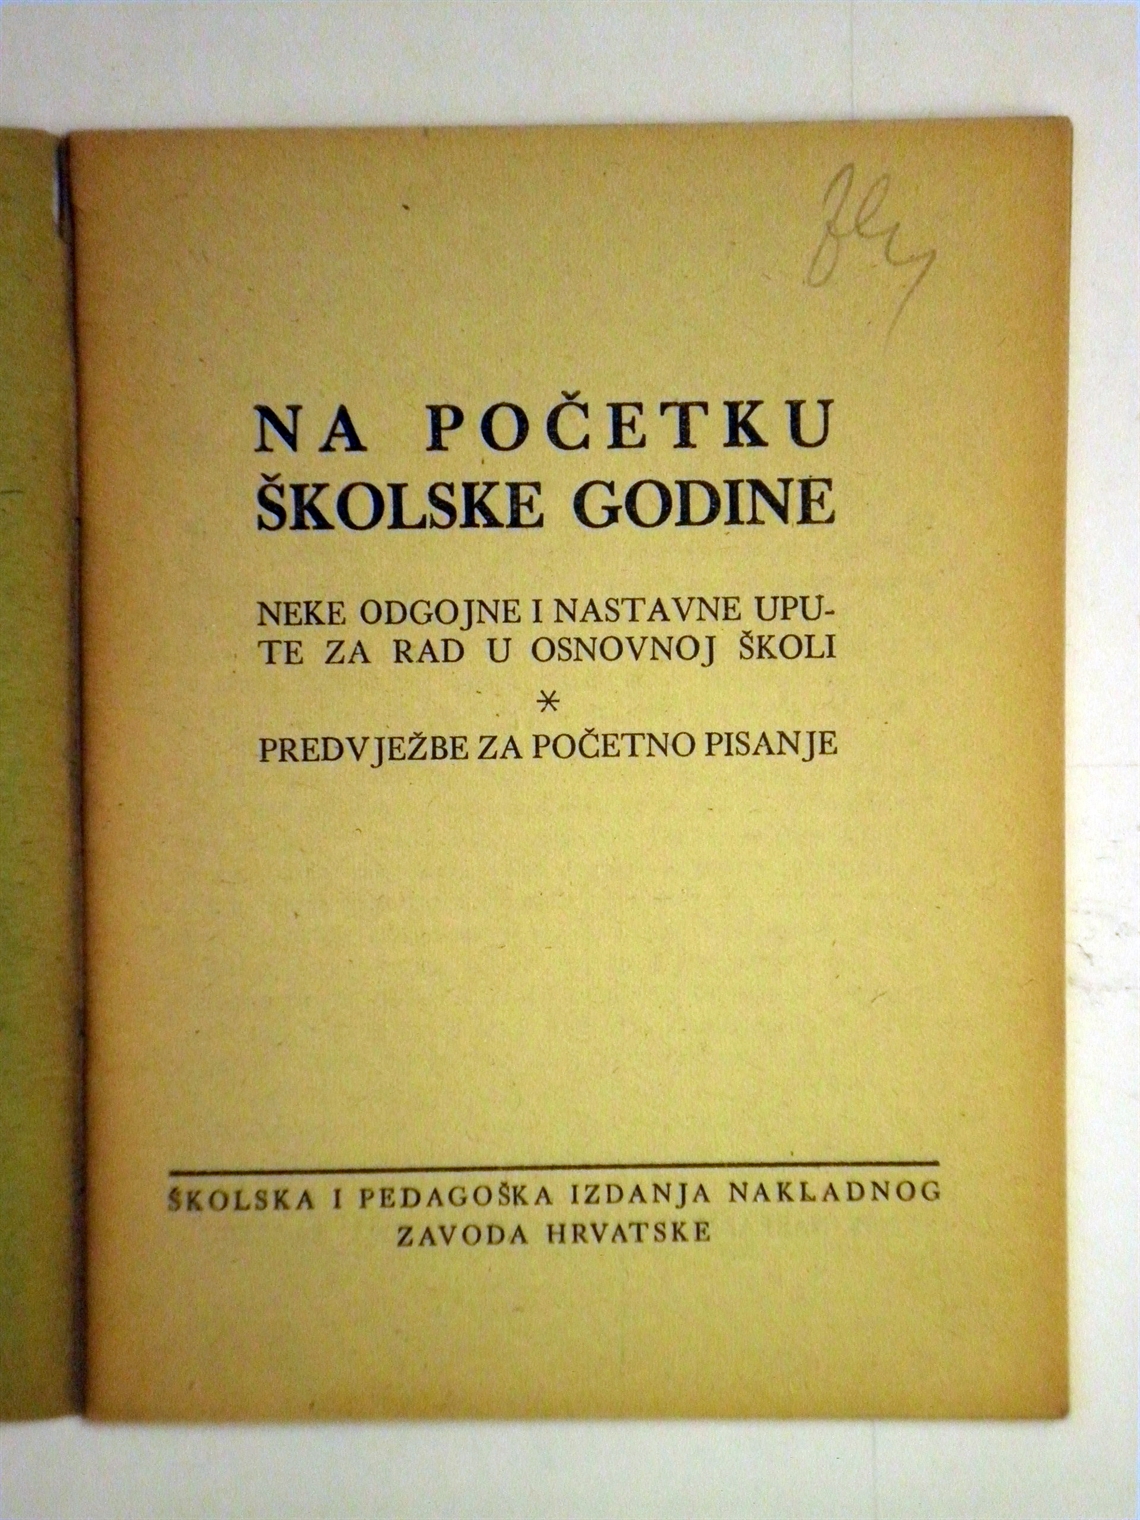 NA POČETKU
ŠKOLSKE GODINE
NEKE ODGOJNE I NASTAVNE UPU-
TE ZA RAD U OSNOVNOJ ŠKOLI
*
PREDVJEŽBE ZA POČETNO PISANJE
ŠKOLSKA I PEDAGOŠKA IZDANJA NAKLADNOG
ZAVODA HRVATSKE